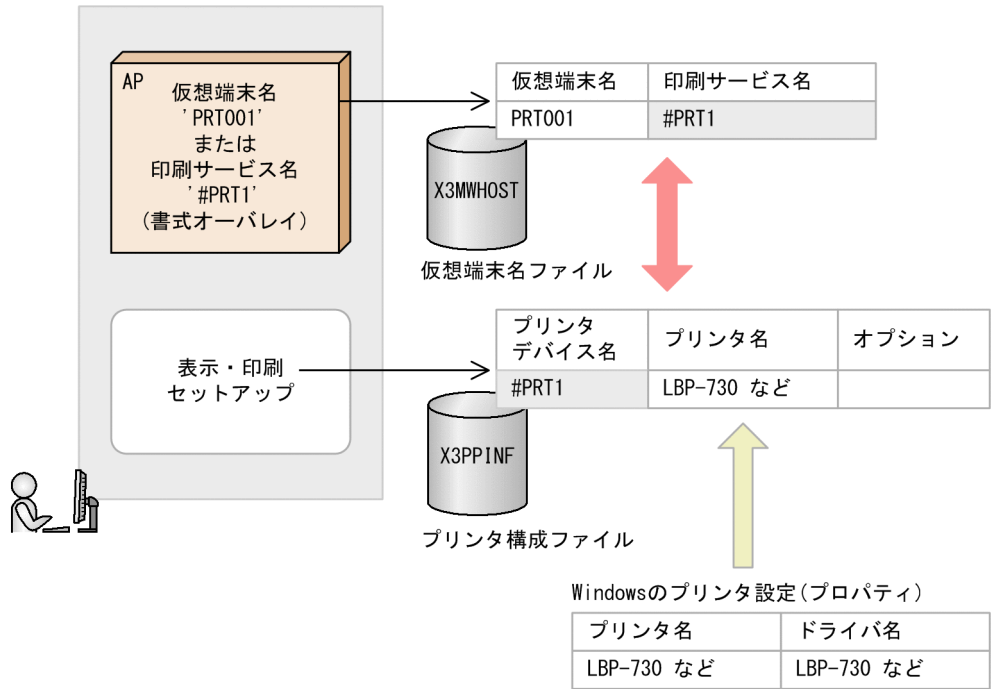 AP
仮想端末名
'PRT001'
または
印刷サービス名
'#PRT1'
(書式オーバレイ)
仮想端末名 印刷サービス名
PRT001 #PRT1
X3MWHOST
仮想端末名ファイル
表示・印刷
セットアップ
プリンタ
デバイス名 プリンタ名 オプション
#PRT1 LBP-730 など
X3PPINF
プリンタ構成ファイル
Windowsのプリンタ設定(プロパティ)
プリンタ名 ドライバ名
LBP-730 など LBP-730 など